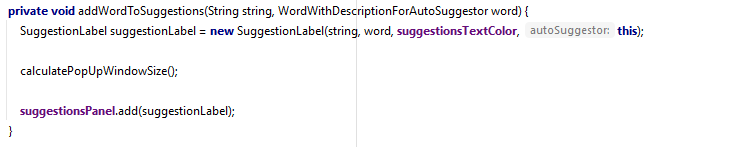 private void addWordToSuggestions(String string, WordWithDescriptionForAutoSuggestor word) {
SuggestionLabel suggestionLabel = new SuggestionLabel(string, word, suggestionsTextColor, autoSuggestor: this);
calculatePopUpWindowSize();
suggestionsPanel.add(suggestionLabel);
}